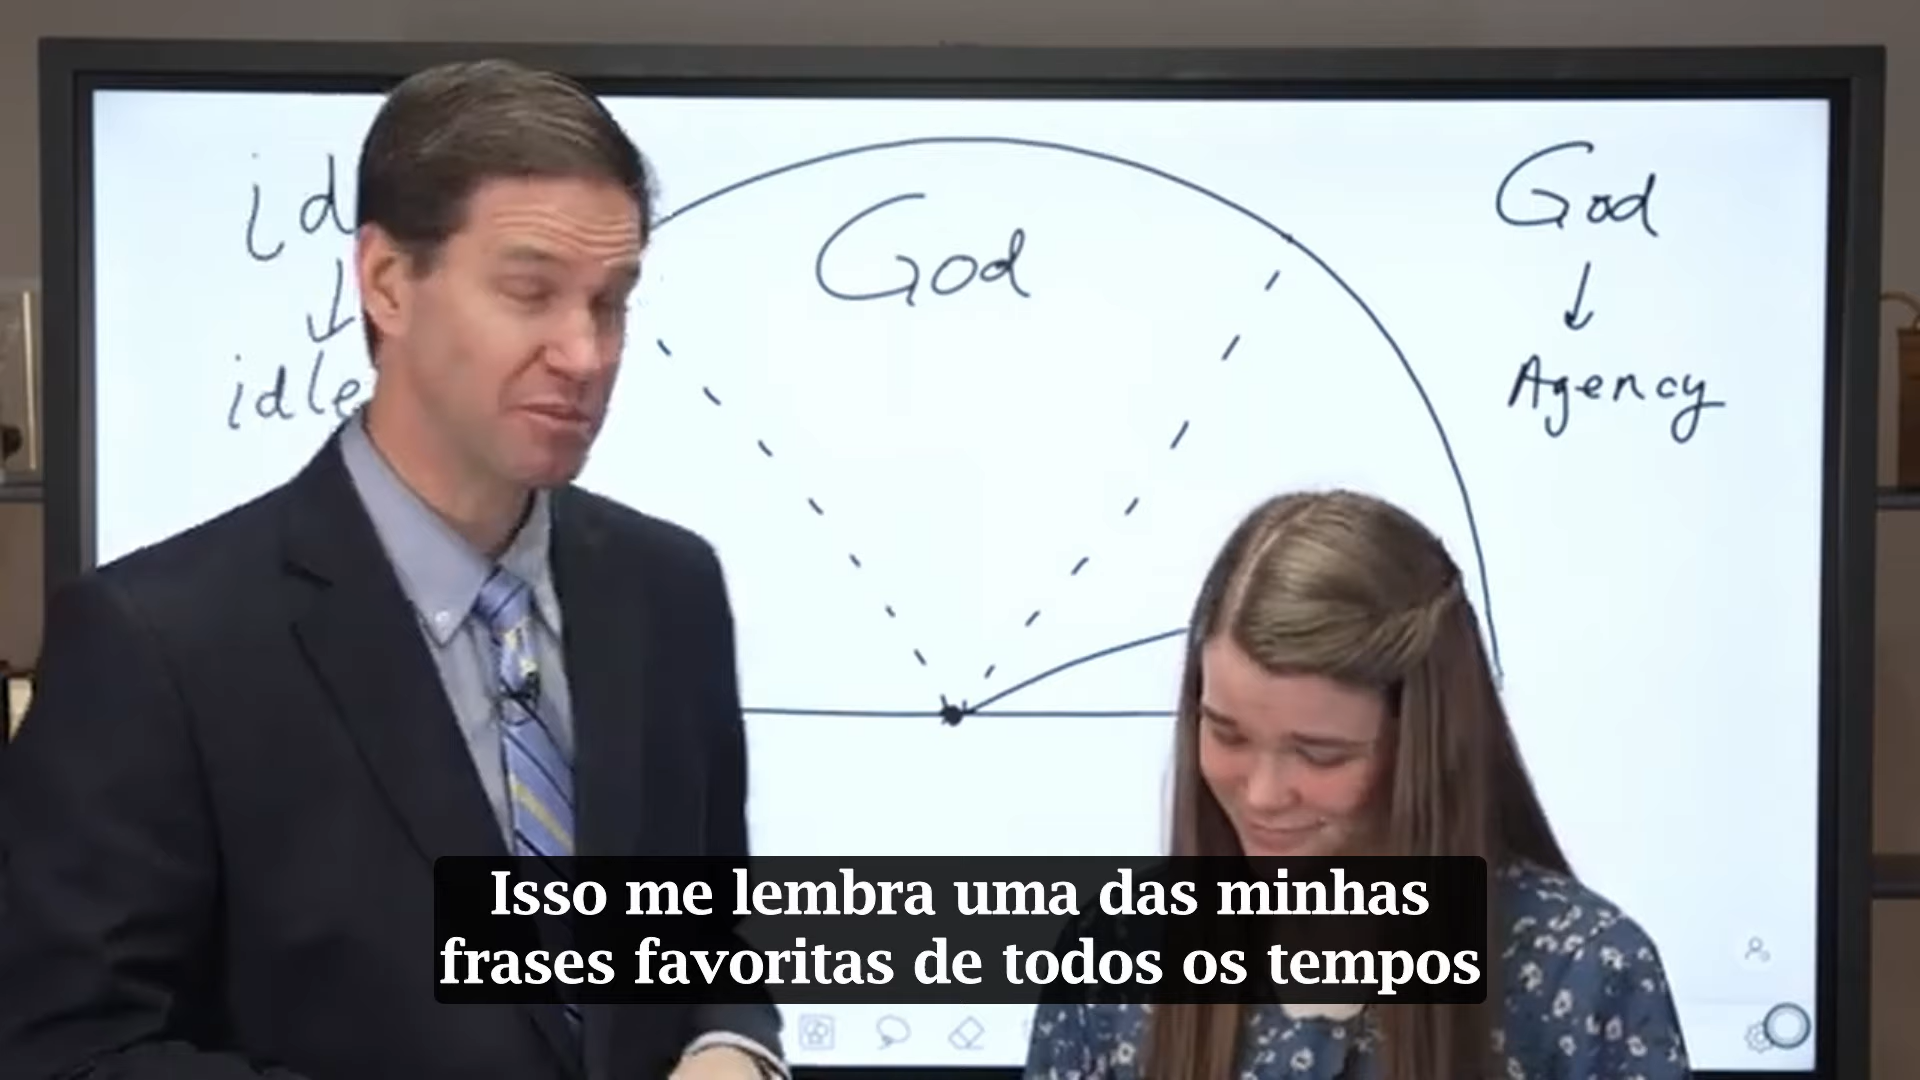 God
God
Agency
Isso me lembra uma das minhas
frases favoritas de todos os tempos